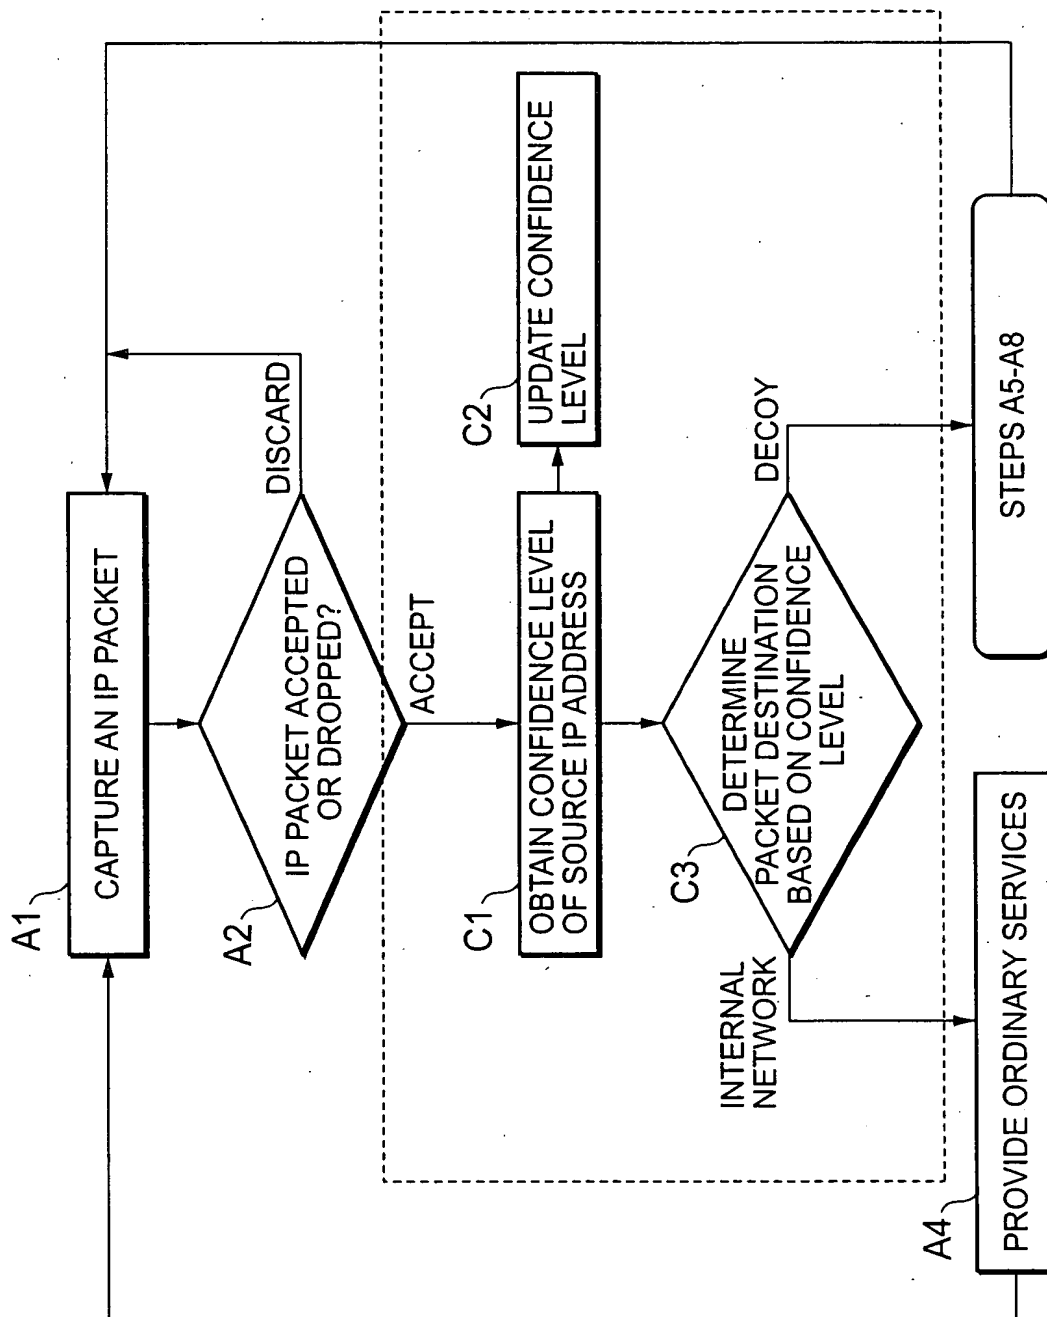 A1
CAPTURE AN IP PACKET
A2
IP PACKET ACCEPTED
OR DROPPED?
DISCARD
ACCEPT
C1
OBTAIN CONFIDENCE LEVEL
OF SOURCE IP ADDRESS
C2
UPDATE CONFIDENCE
LEVEL
C3
DETERMINE
PACKET DESTINATION
BASED ON CONFIDENCE
LEVEL
INTERNAL
NETWORK
DECOY
A4
PROVIDE ORDINARY SERVICES
STEPS A5-A8